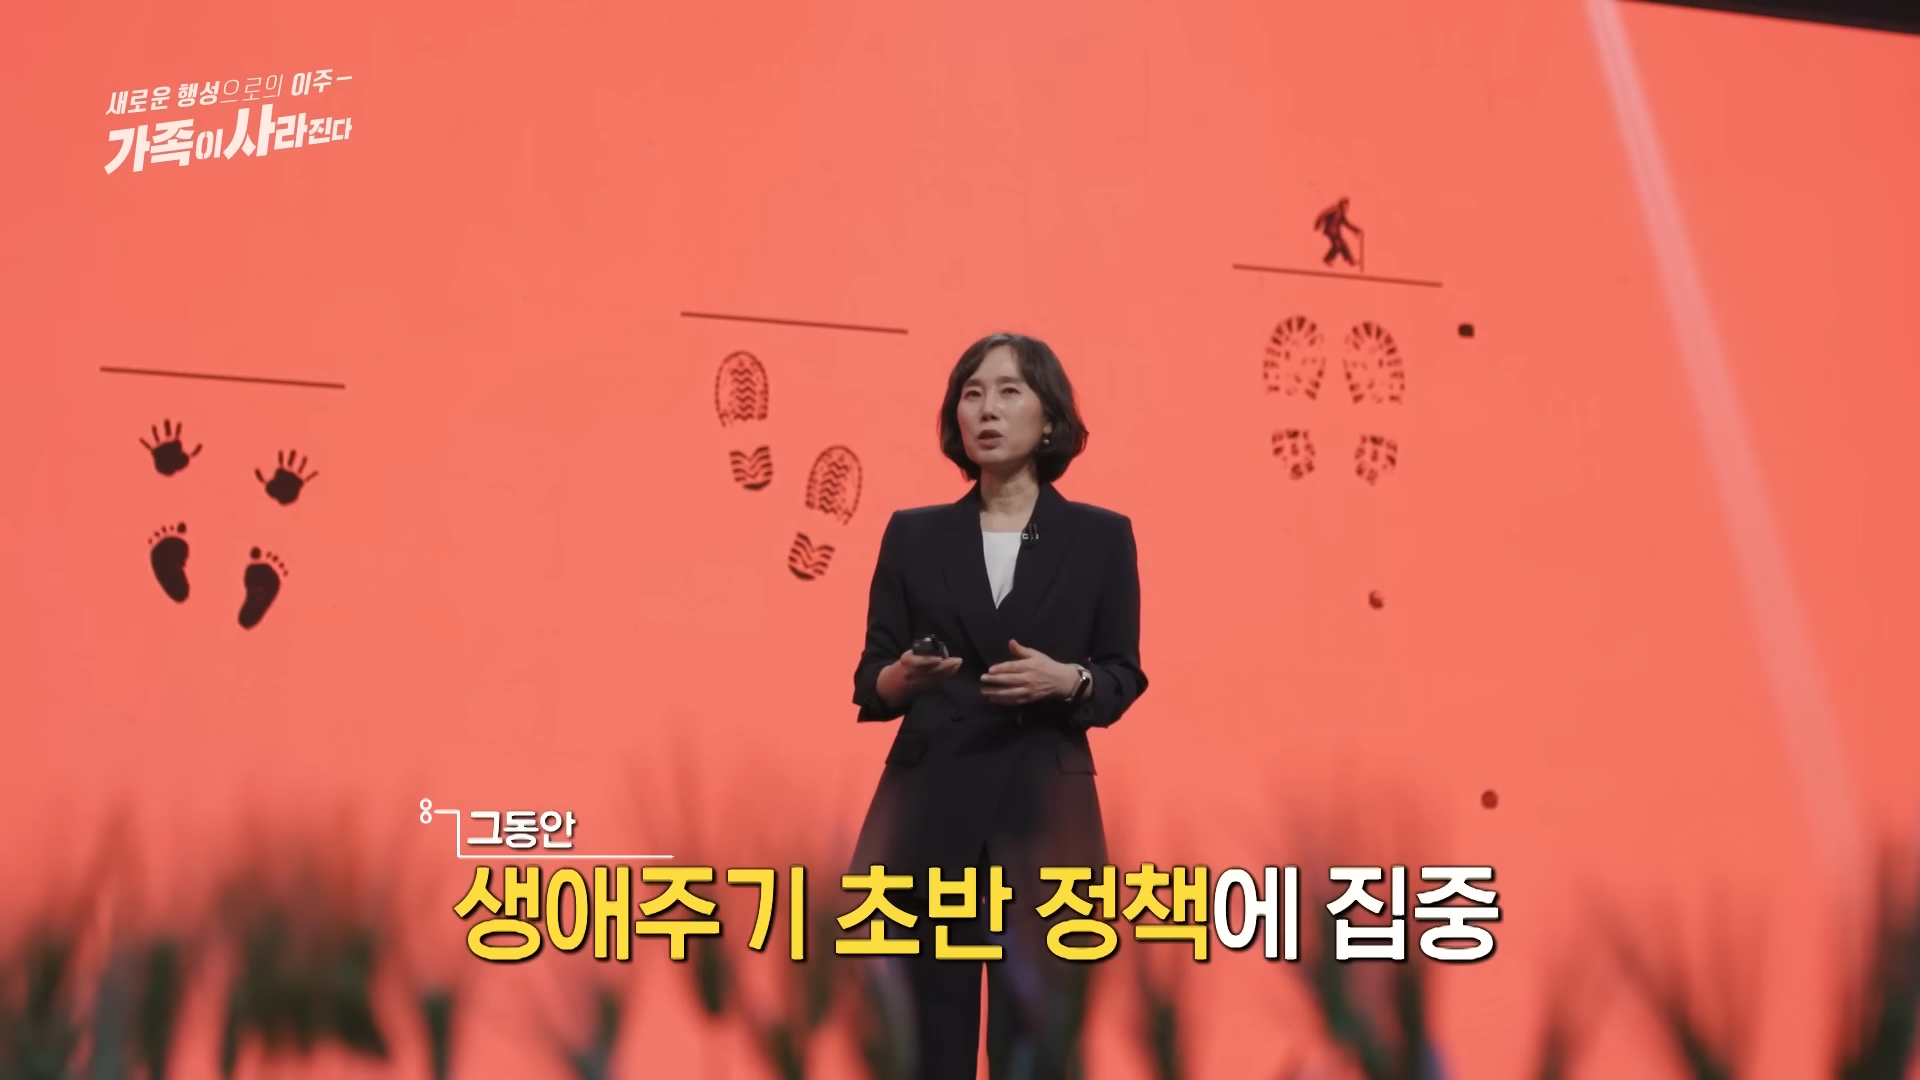 새로운 행성으로의 이주-
가족이 사라진다
그동안
생애주기 초반 정책에 집중